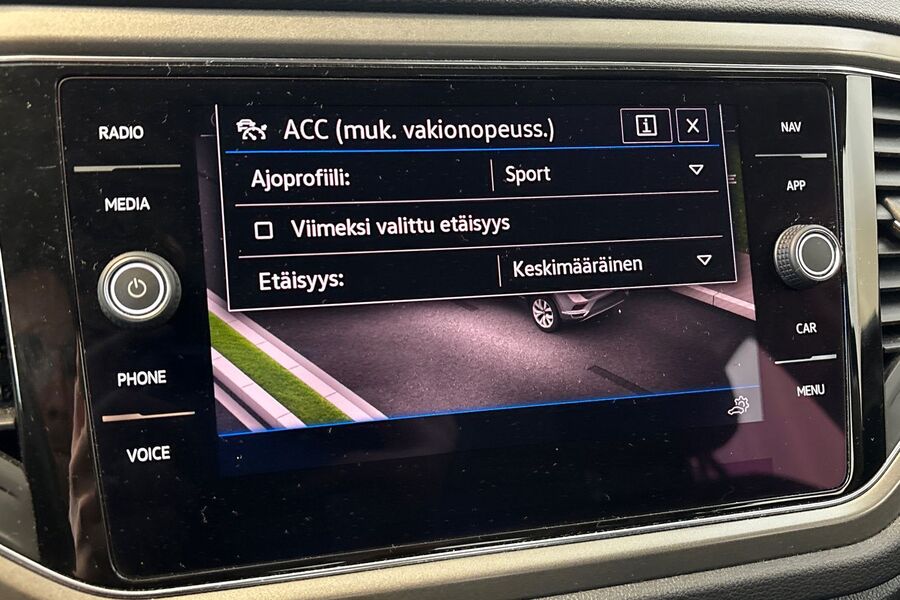 RADIO
MEDIA
PHONE
VOICE
ACC (muk. vakionopeuss.)
i
X
Ajoprofiili: Sport
Viimeksi valittu etäisyys
Etäisyys: Keskimääräinen
NAV
APP
CAR
MENU